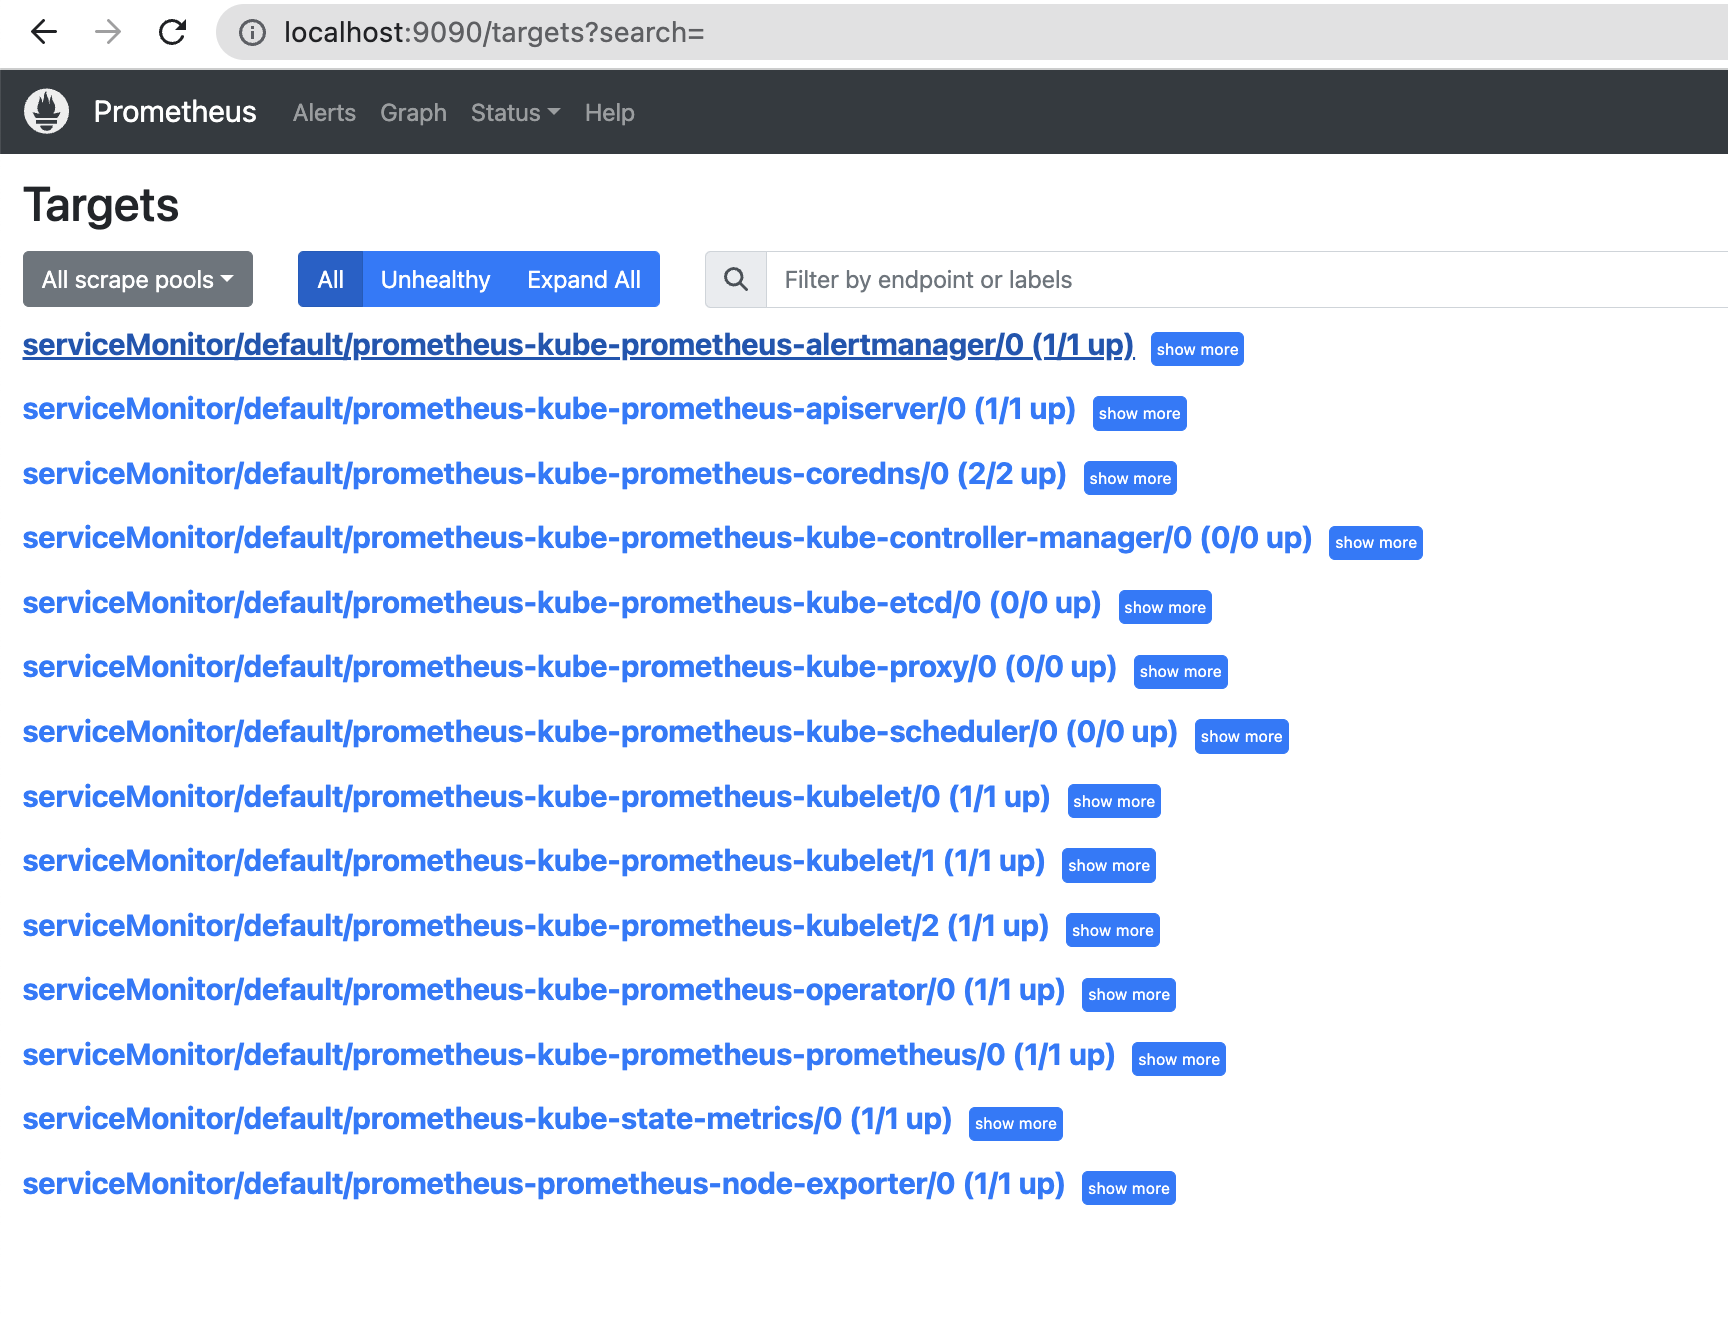 localhost:9090/targets?search=
Prometheus Alerts Graph Status Help
Targets
All scrape pools All Unhealthy Expand All Filter by endpoint or labels
serviceMonitor/default/prometheus-kube-prometheus-alertmanager/0 (1/1 up) show more
serviceMonitor/default/prometheus-kube-prometheus-apiserver/0 (1/1 up) show more
serviceMonitor/default/prometheus-kube-prometheus-coredns/0 (2/2 up) show more
serviceMonitor/default/prometheus-kube-prometheus-kube-controller-manager/0 (0/0 up) show more
serviceMonitor/default/prometheus-kube-prometheus-kube-etcd/0 (0/0 up) show more
serviceMonitor/default/prometheus-kube-prometheus-kube-proxy/0 (0/0 up) show more
serviceMonitor/default/prometheus-kube-prometheus-kube-scheduler/0 (0/0 up) show more
serviceMonitor/default/prometheus-kube-prometheus-kubelet/0 (1/1 up) show more
serviceMonitor/default/prometheus-kube-prometheus-kubelet/1 (1/1 up) show more
serviceMonitor/default/prometheus-kube-prometheus-kubelet/2 (1/1 up) show more
serviceMonitor/default/prometheus-kube-prometheus-operator/0 (1/1 up) show more
serviceMonitor/default/prometheus-kube-prometheus-prometheus/0 (1/1 up) show more
serviceMonitor/default/prometheus-kube-state-metrics/0 (1/1 up) show more
serviceMonitor/default/prometheus-prometheus-node-exporter/0 (1/1 up) show more